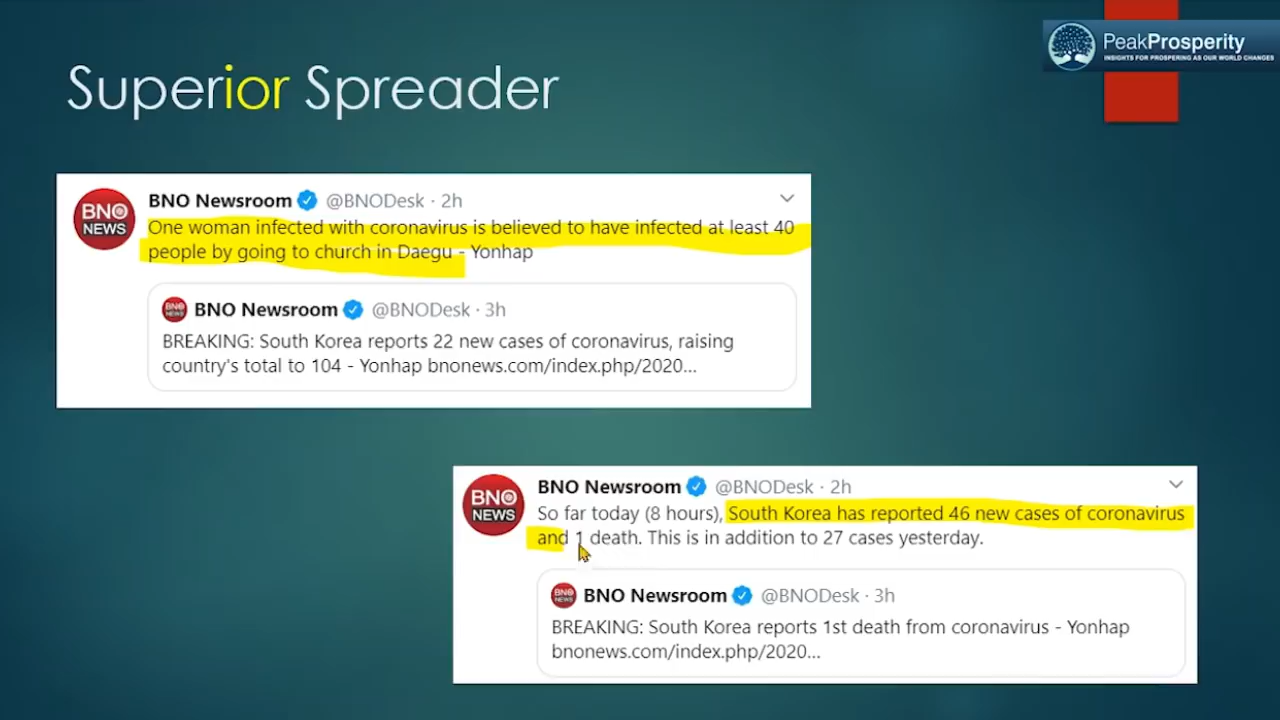 PeakProsperity
INSIGHTS FOR PROSPERING AS OUR WORLD CHANGES
Superior Spreader
BNO NEWS
BNO Newsroom @BNODesk · 2h
One woman infected with coronavirus is believed to have infected at least 40
people by going to church in Daegu - Yonhap
BNO NEWS
BNO Newsroom @BNODesk · 3h
BREAKING: South Korea reports 22 new cases of coronavirus, raising
country's total to 104 - Yonhap bnonews.com/index.php/2020...
BNO NEWS
BNO Newsroom @BNODesk · 2h
So far today (8 hours), South Korea has reported 46 new cases of coronavirus
and 1 death. This is in addition to 27 cases yesterday.
BNO NEWS
BNO Newsroom @BNODesk · 3h
BREAKING: South Korea reports 1st death from coronavirus - Yonhap
bnonews.com/index.php/2020...